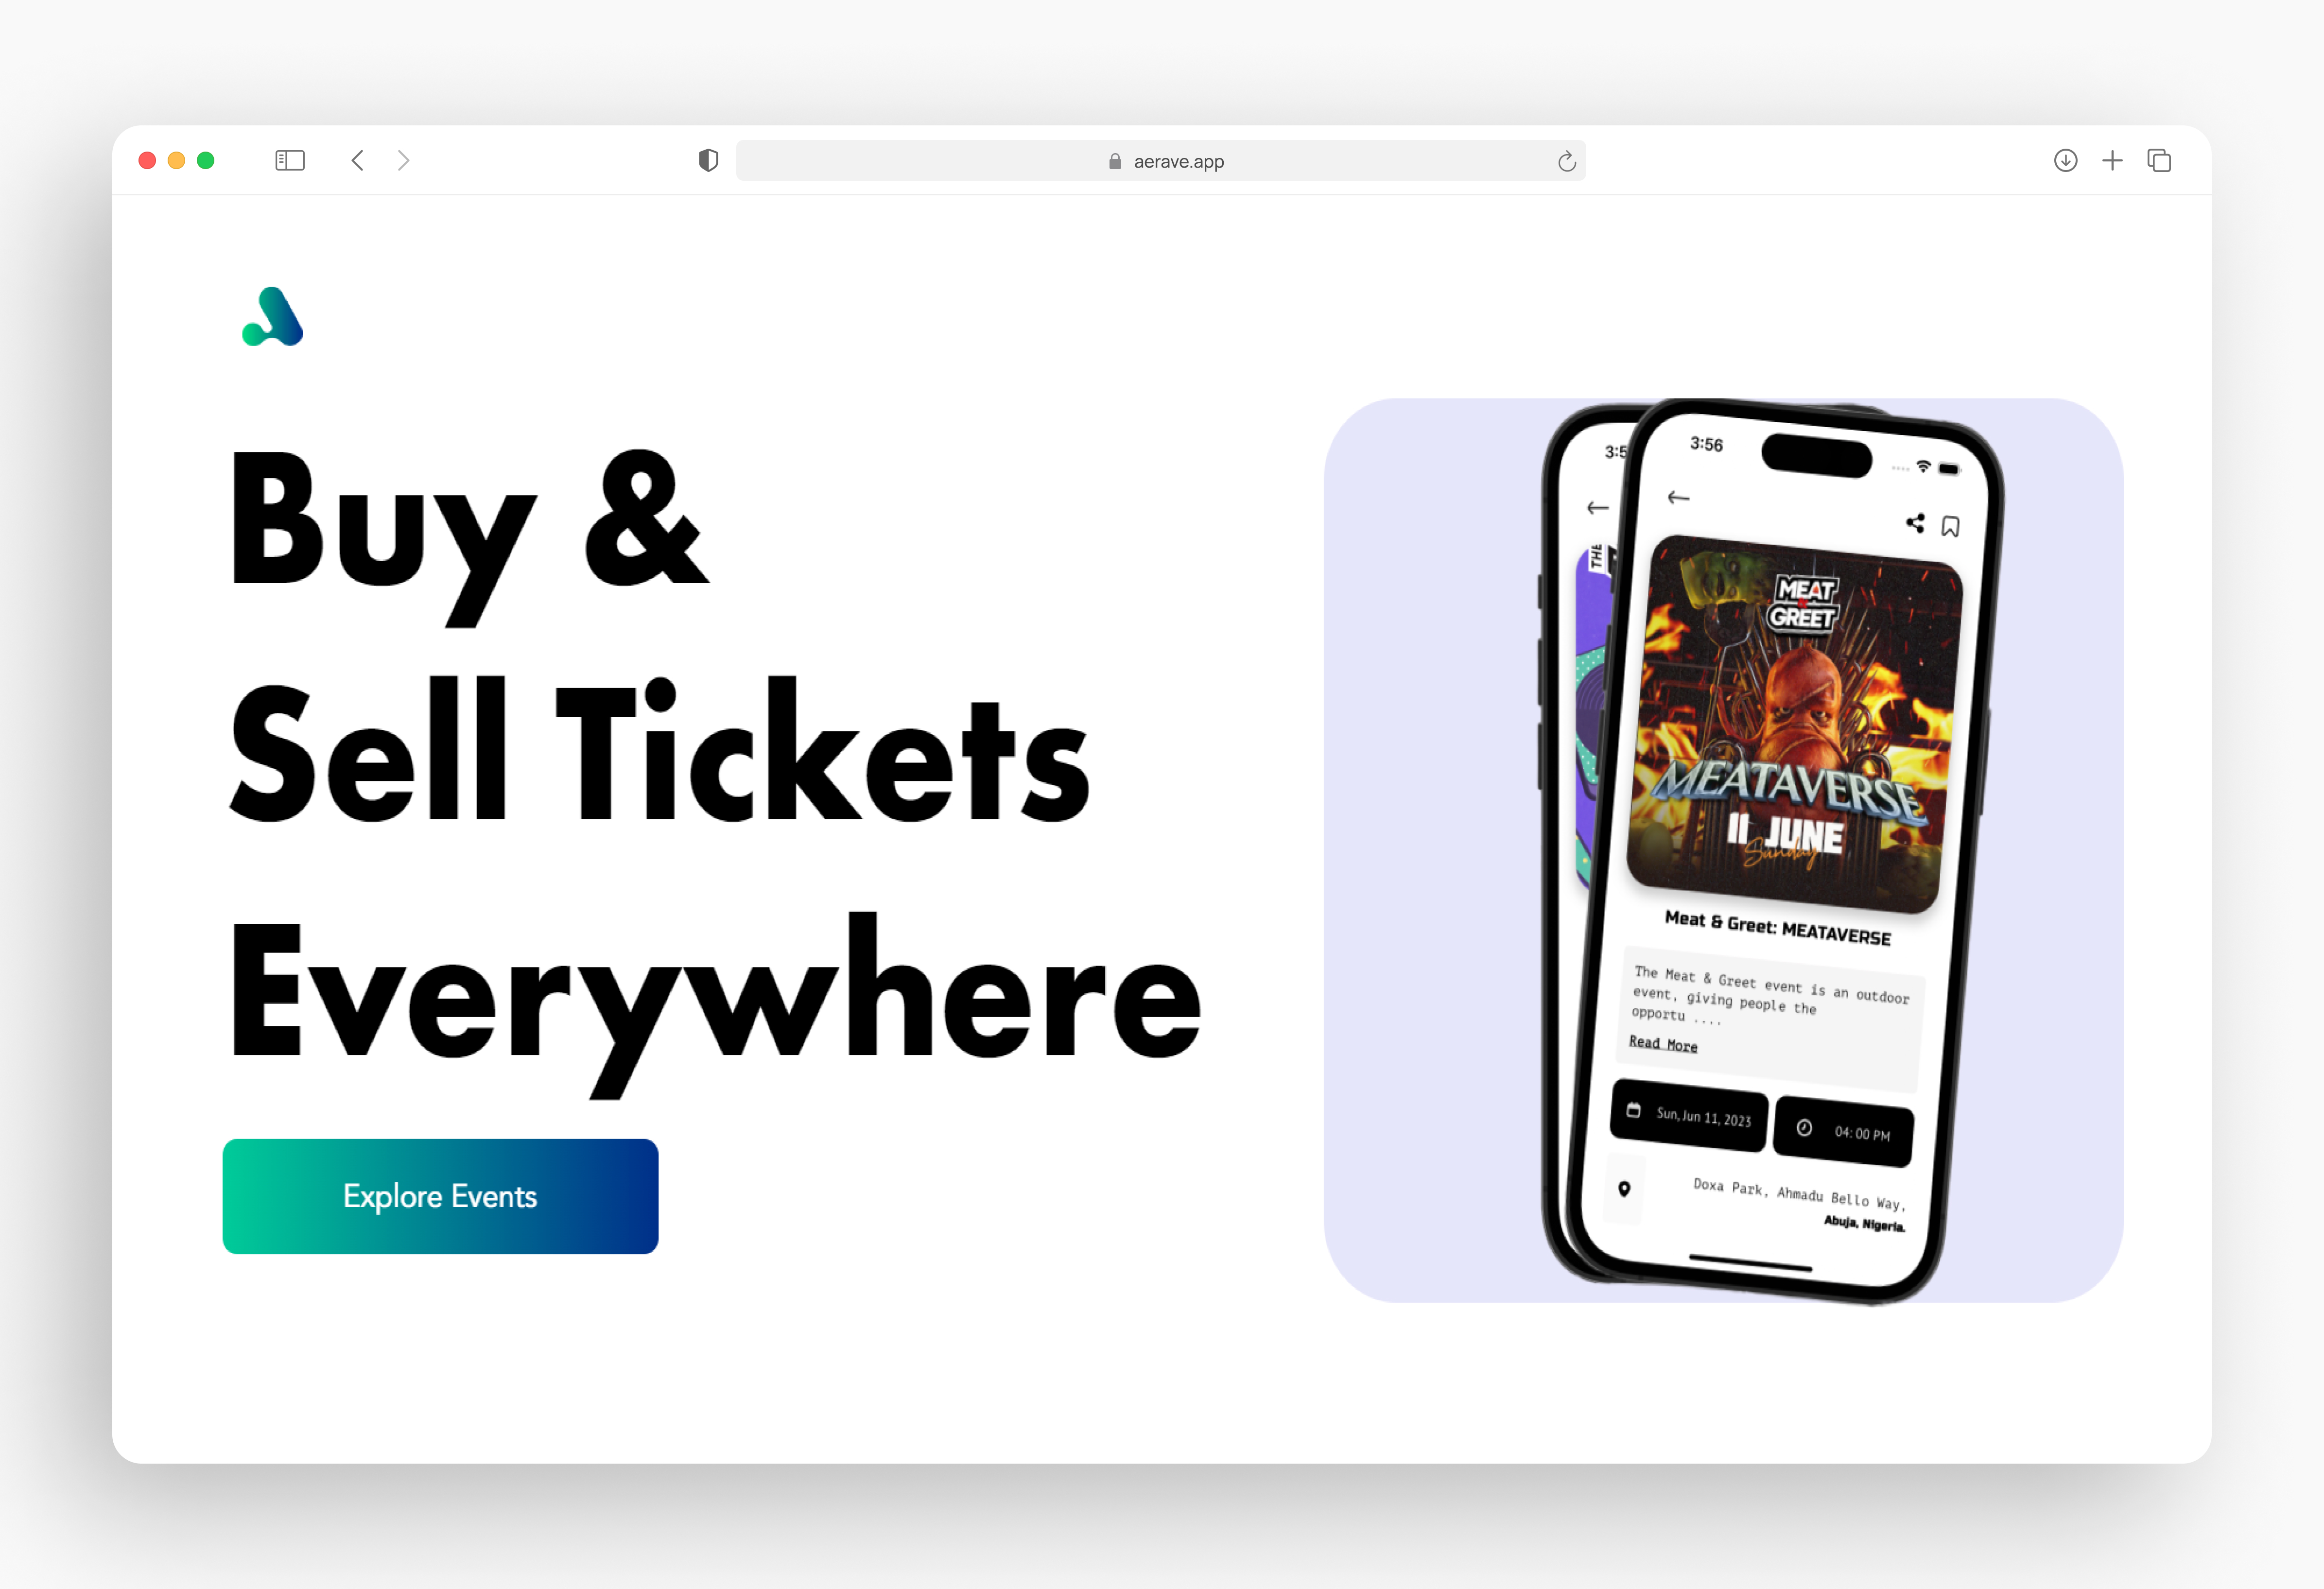 aerave.app
Buy &
Sell Tickets
Everywhere
Explore Events
3:5
THE
3:56
MEAT
GREET
MEATAVERSE
11 JUNE
Sunday
Meat & Greet: MEATAVERSE
The Meat & Greet event is an outdoor
event, giving people the
opportu ....
Read More
Sun, Jun 11, 2023
04: 00 PM
Doxa Park, Ahmadu Bello Way,
Abuja, Nigeria.